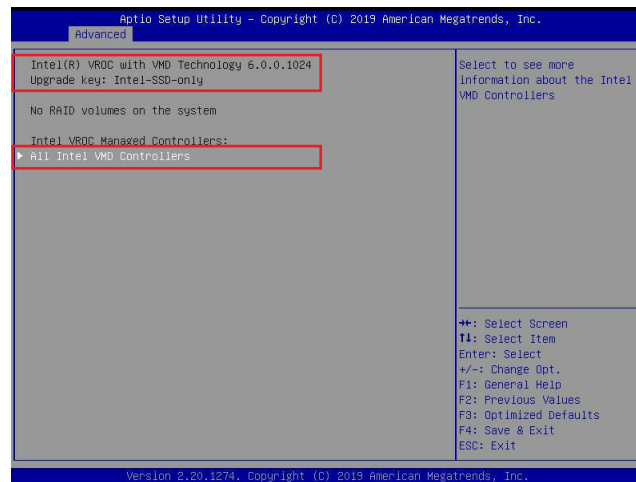 Aptio Setup Utility – Copyright (C) 2019 American Megatrends, Inc.
Advanced
Intel(R) VROC with VMD Technology 6.0.0.1024
Upgrade key: Intel-SSD-only
No RAID volumes on the system
Intel VROC Managed Controllers:
▶ All Intel VMD Controllers
Select to see more
information about the Intel
VMD Controllers
→←: Select Screen
↑↓: Select Item
Enter: Select
+/-: Change Opt.
F1: General Help
F2: Previous Values
F3: Optimized Defaults
F4: Save & Exit
ESC: Exit
Version 2.20.1274. Copyright (C) 2019 American Megatrends, Inc.